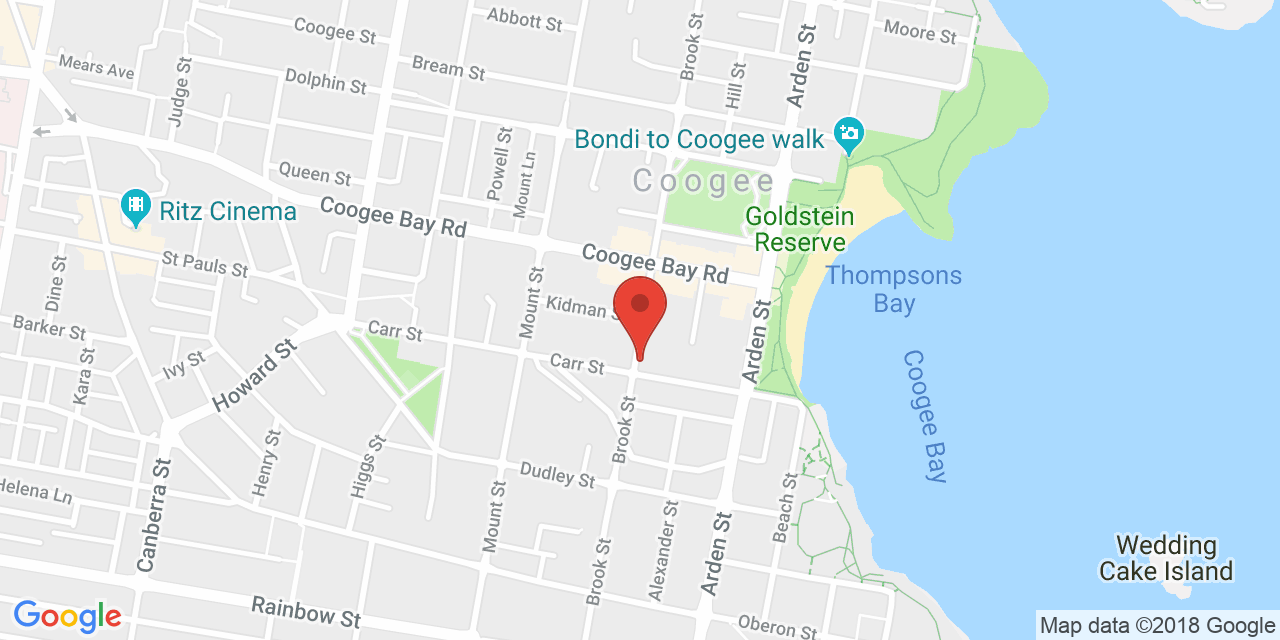 Abbott St
Coogee St
Moore St
Brook St
Arden St
Mears Ave
Bream St
Judge St
Dolphin St
Hill St
Bondi to Coogee walk
Powell St
Mount Ln
Queen St
Coogee
Ritz Cinema
Coogee Bay Rd
Goldstein
Reserve
St Pauls St
Coogee Bay Rd
Dine St
Thompsons
Bay
Mount St
Kidman S
Barker St
Carr St
Arden St
Ivy St
Howard St
Carr St
Kara St
Coogee Bay
Brook St
Henry St
Higgs St
Dudley St
Helena Ln
Canberra St
Mount St
Alexander St
Beach St
Arden St
Brook St
Wedding
Cake Island
Rainbow St
Oberon St
Google
Map data ©2018 Google